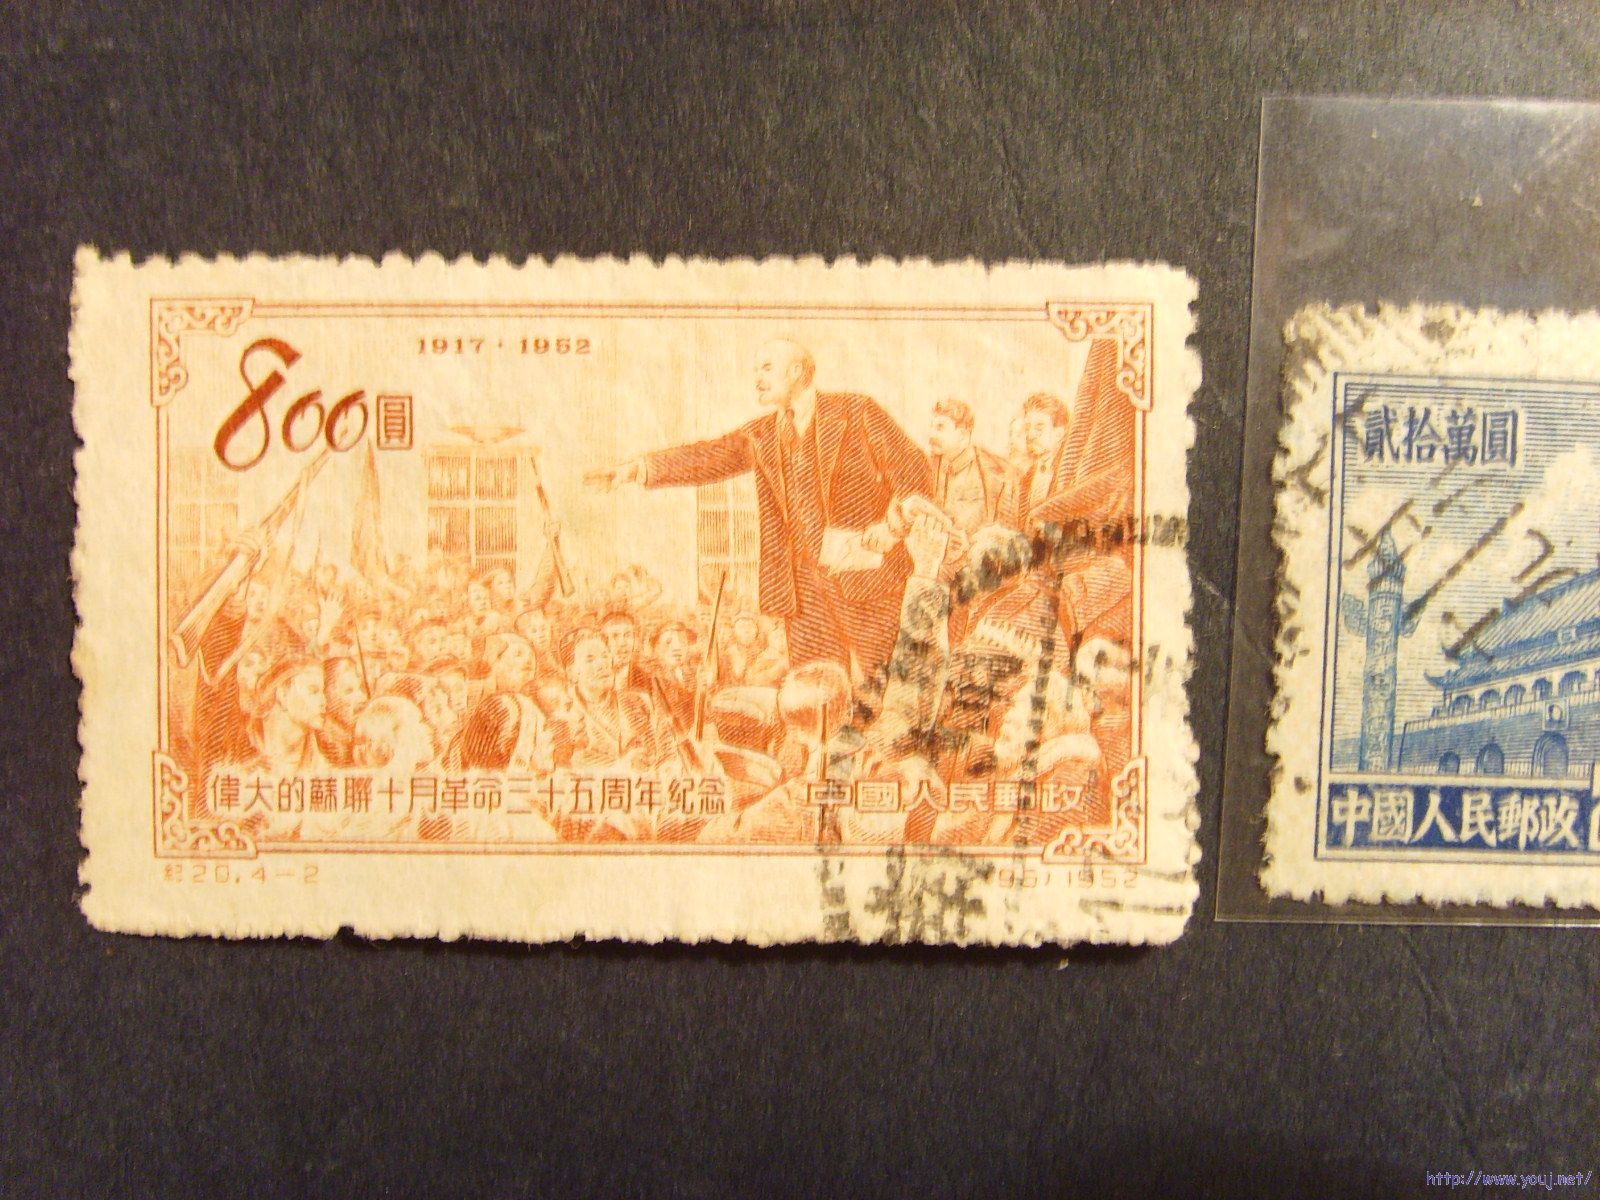 1917·1952
800圓
偉大的蘇聯十月革命三十五周年紀念
中國人民郵政
紀20.4-2
1952
貳拾萬圓
中國人民郵政
http://www.youj.net/